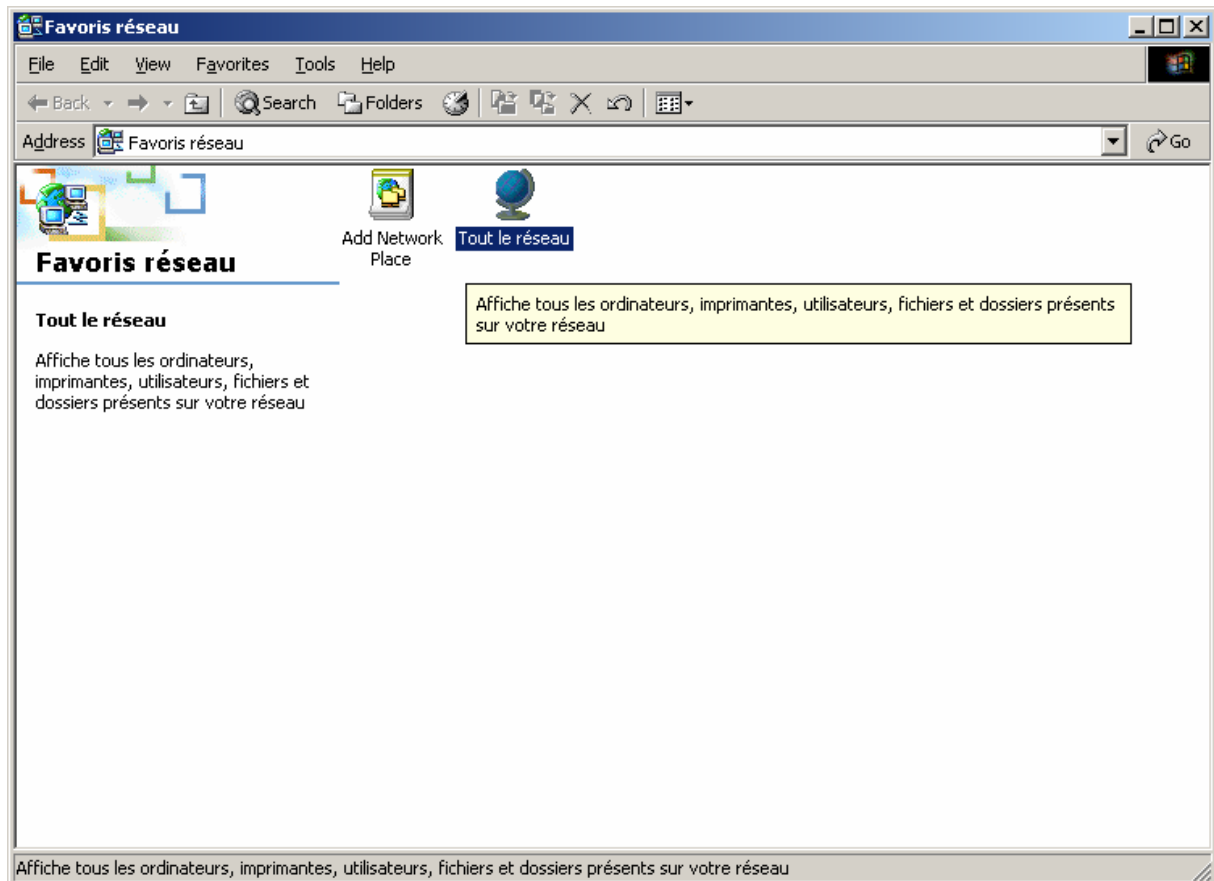 Favoris réseau
File Edit View Favorites Tools Help
Back Search Folders
Address Favoris réseau Go
Add Network
Place
Tout le réseau
Favoris réseau
Tout le réseau
Affiche tous les ordinateurs,
imprimantes, utilisateurs, fichiers et
dossiers présents sur votre réseau
Affiche tous les ordinateurs, imprimantes, utilisateurs, fichiers et dossiers présents
sur votre réseau
Affiche tous les ordinateurs, imprimantes, utilisateurs, fichiers et dossiers présents sur votre réseau